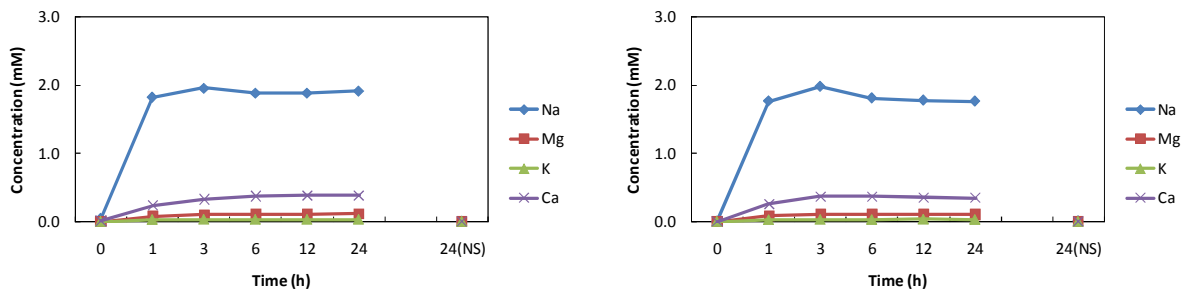 3.0
2.0
1.0
0.0
Concentration (mM)
0 1 3 6 12 24 24(NS)
Time (h)
Na
Mg
K
Ca
3.0
2.0
1.0
0.0
Concentration (mM)
0 1 3 6 12 24 24(NS)
Time (h)
Na
Mg
K
Ca